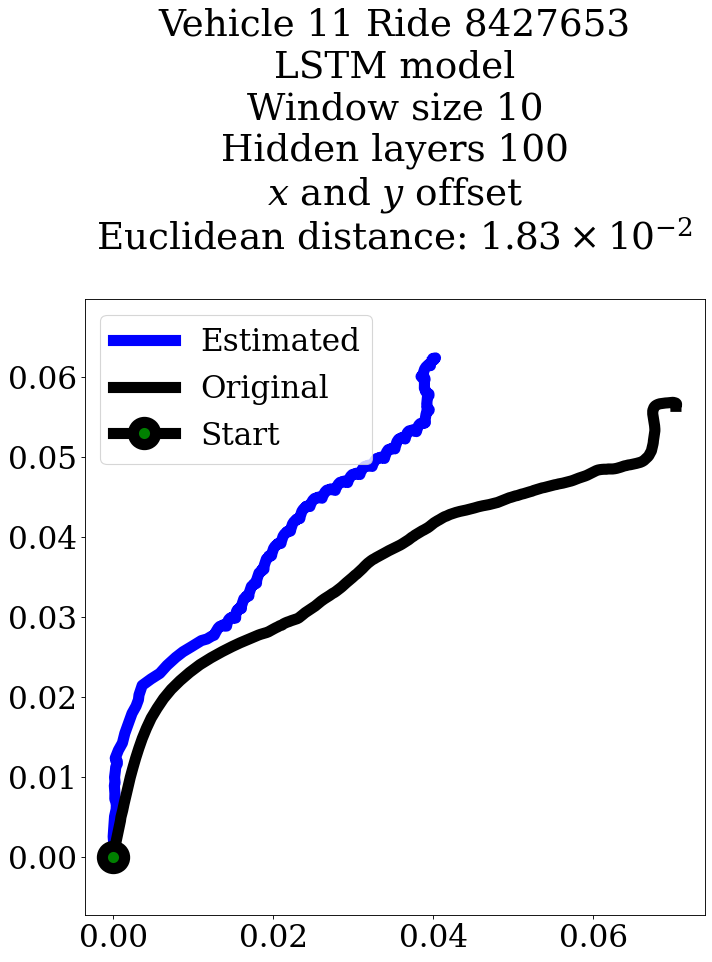 Vehicle 11 Ride 8427653
LSTM model
Window size 10
Hidden layers 100
x and y offset
Euclidean distance: 1.83 × 10⁻²
Estimated
Original
Start
0.06
0.05
0.04
0.03
0.02
0.01
0.00
0.00 0.02 0.04 0.06